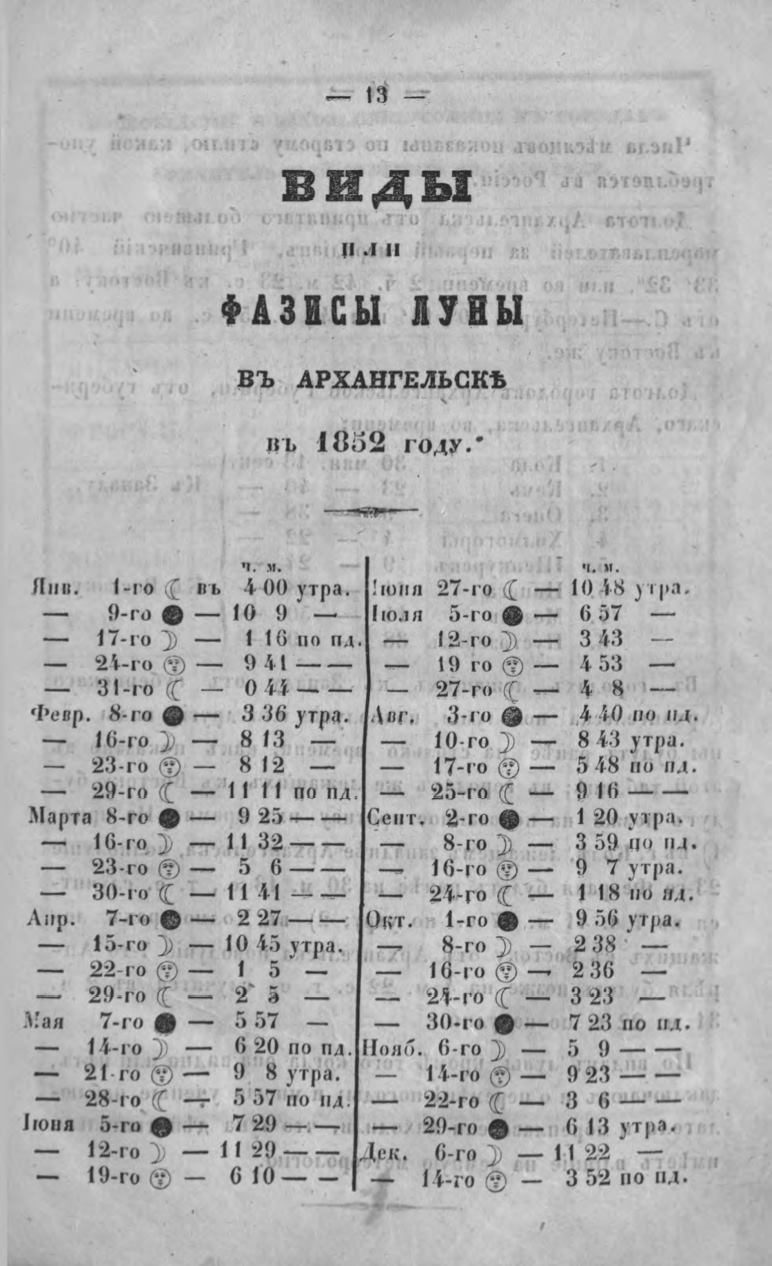 — 13 —
ВИДЫ
ИЛИ
ФАЗИСЫ ЛУНЫ
ВЪ АРХАНГЕЛЬСКѢ
въ 1852 году.
ч. м.
Янв. 1-го ☾ въ 4 00 утра.
— 9-го ● — 10 9 —
— 17-го ☽ — 1 16 по пд.
— 24-го 🌝 — 9 41 — —
— 31-го ☾ — 0 44 — —
Февр. 8-го ● — 3 36 утра.
— 16-го ☽ — 8 13 —
— 23-го 🌝 — 8 12 —
— 29-го ☾ — 11 11 по пд.
Марта 8-го ● — 9 25 — —
— 16-го ☽ — 11 32 — —
— 23-го 🌝 — 5 6 — —
— 30-го ☾ — 11 41 — —
Апр. 7-го ● — 2 27 — —
— 15-го ☽ — 10 45 утра.
— 22-го 🌝 — 1 5 —
— 29-го ☾ — 2 5 —
Мая 7-го ● — 5 57 —
— 14-го ☽ — 6 20 по пд.
— 21-го 🌝 — 9 8 утра.
— 28-го ☾ — 5 57 по пд.
Іюня 5-го ● — 7 29 — —
— 12-го ☽ — 11 29 — —
— 19-го 🌝 — 6 10 — —
ч. м.
Іюня 27-го ☾ — 10 48 утра.
Іюля 5-го ● — 6 57 —
— 12-го ☽ — 3 43 —
— 19 го 🌝 — 4 53 —
— 27-го ☾ — 4 8 —
Авг. 3-го ● — 4 40 по пд.
— 10-го ☽ — 8 43 утра.
— 17-го 🌝 — 5 48 по пд.
— 25-го ☾ — 9 16 — —
Сент. 2-го ● — 1 20 утра.
— 8-го ☽ — 3 59 по пд.
— 16-го 🌝 — 9 7 утра.
— 24-го ☾ — 1 18 по пд.
Окт. 1-го ● — 9 56 утра.
— 8-го ☽ — 2 38 —
— 16-го 🌝 — 2 36 —
— 24-го ☾ — 3 23 —
— 30-го ● — 7 23 по пд.
Нояб. 6-го ☽ — 5 9 — —
— 14-го 🌝 — 9 23 — —
— 22-го ☾ — 3 6 — —
— 29-го ● — 6 13 утра.
Дек. 6-го ☽ — 11 22 —
— 14-го 🌝 — 3 52 по пд.